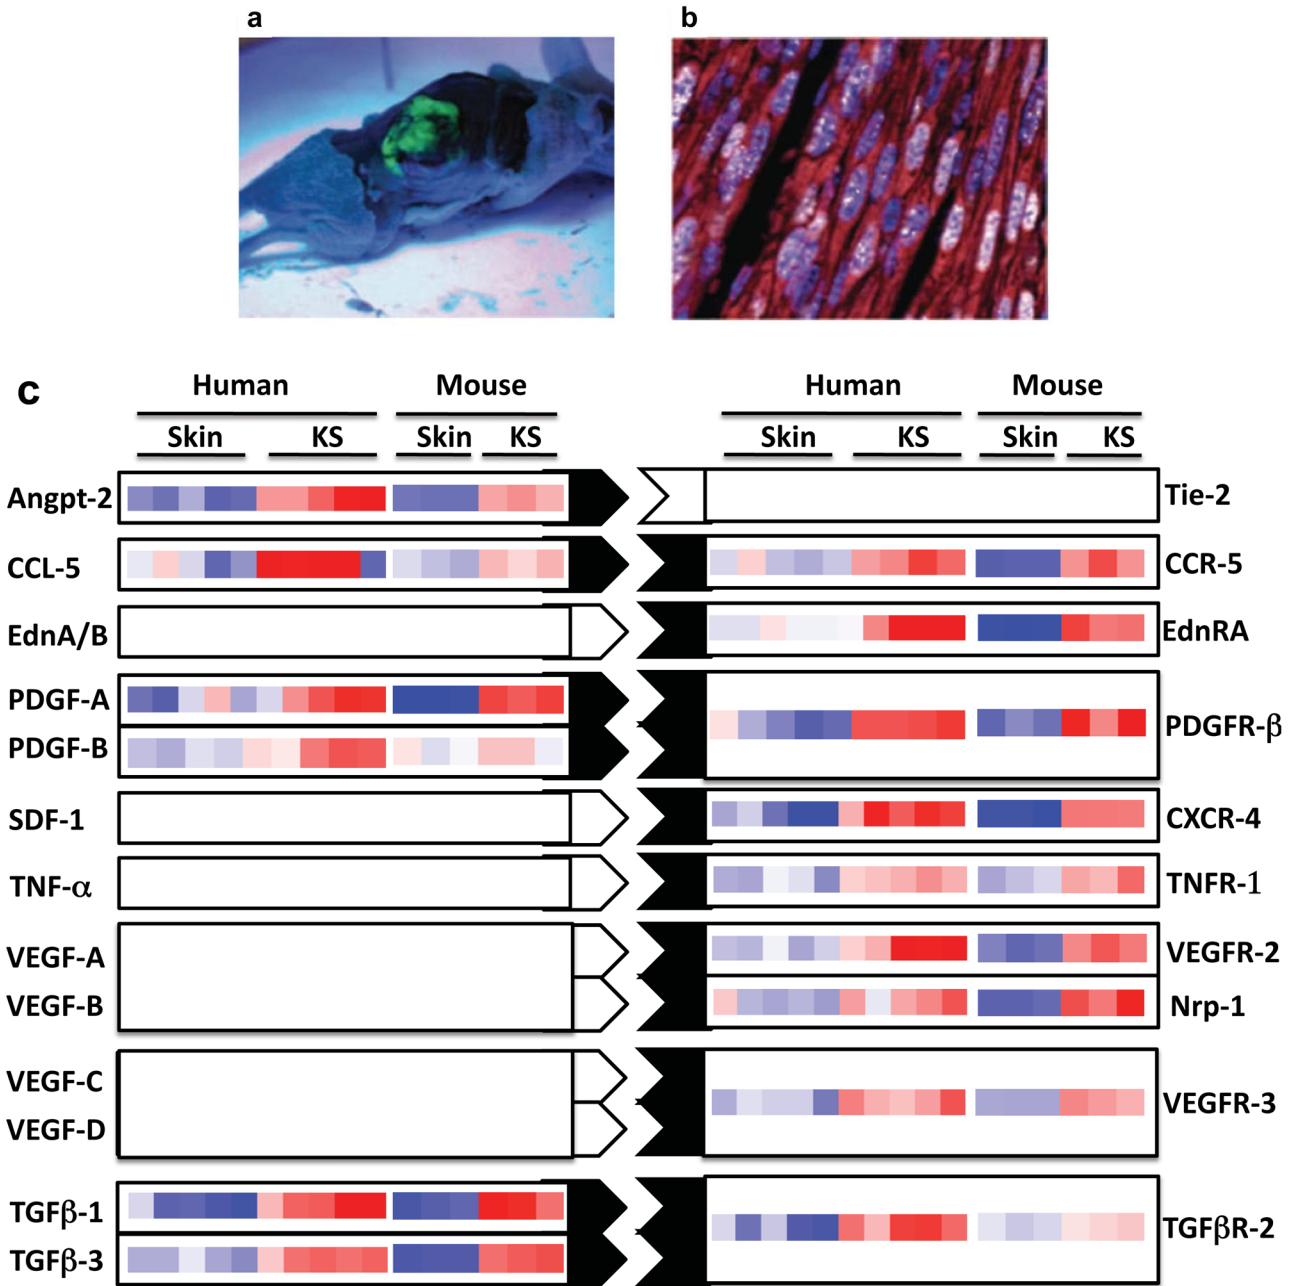 a b
c
Human Mouse Human Mouse
Skin KS Skin KS Skin KS Skin KS
Angpt-2 Tie-2
CCL-5 CCR-5
EdnA/B EdnRA
PDGF-A
PDGFR-β
PDGF-B
SDF-1 CXCR-4
TNF-α TNFR-1
VEGF-A VEGFR-2
VEGF-B Nrp-1
VEGF-C
VEGFR-3
VEGF-D
TGFβ-1
TGFβR-2
TGFβ-3